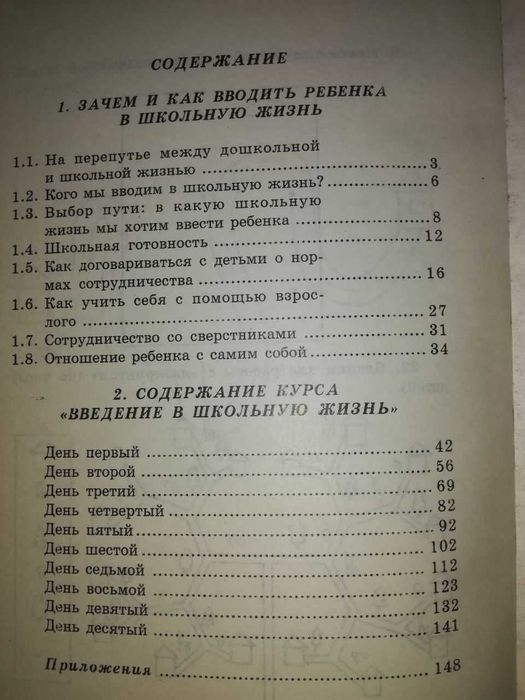 СОДЕРЖАНИЕ
1. ЗАЧЕМ И КАК ВВОДИТЬ РЕБЕНКА
В ШКОЛЬНУЮ ЖИЗНЬ
1.1. На перепутье между дошкольной
и школьной жизнью ........ 3
1.2. Кого мы вводим в школьную жизнь? ........ 6
1.3. Выбор пути: в какую школьную
жизнь мы хотим ввести ребенка ........ 8
1.4. Школьная готовность ........ 12
1.5. Как договариваться с детьми о нор-
мах сотрудничества ........ 16
1.6. Как учить себя с помощью взрос-
лого ........ 27
1.7. Сотрудничество со сверстниками ........ 31
1.8. Отношение ребенка с самим собой ........ 34
2. СОДЕРЖАНИЕ КУРСА
«ВВЕДЕНИЕ В ШКОЛЬНУЮ ЖИЗНЬ»
День первый ........ 42
День второй ........ 56
День третий ........ 69
День четвертый ........ 82
День пятый ........ 92
День шестой ........ 102
День седьмой ........ 112
День восьмой ........ 123
День девятый ........ 132
День десятый ........ 141
Приложения ........ 148